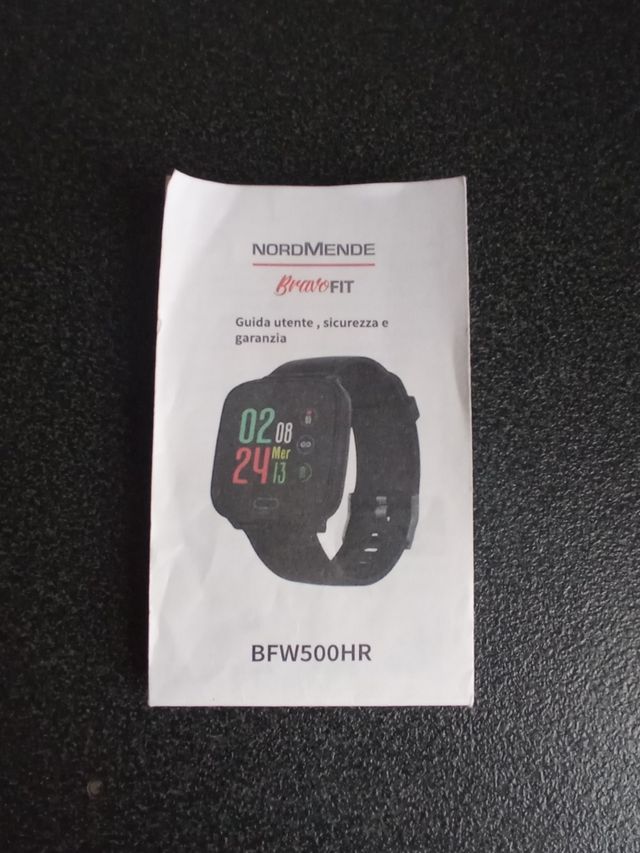 NORDMENDE
BravoFIT
Guida utente , sicurezza e
garanzia
02 08
24 Mer
13
BFW500HR